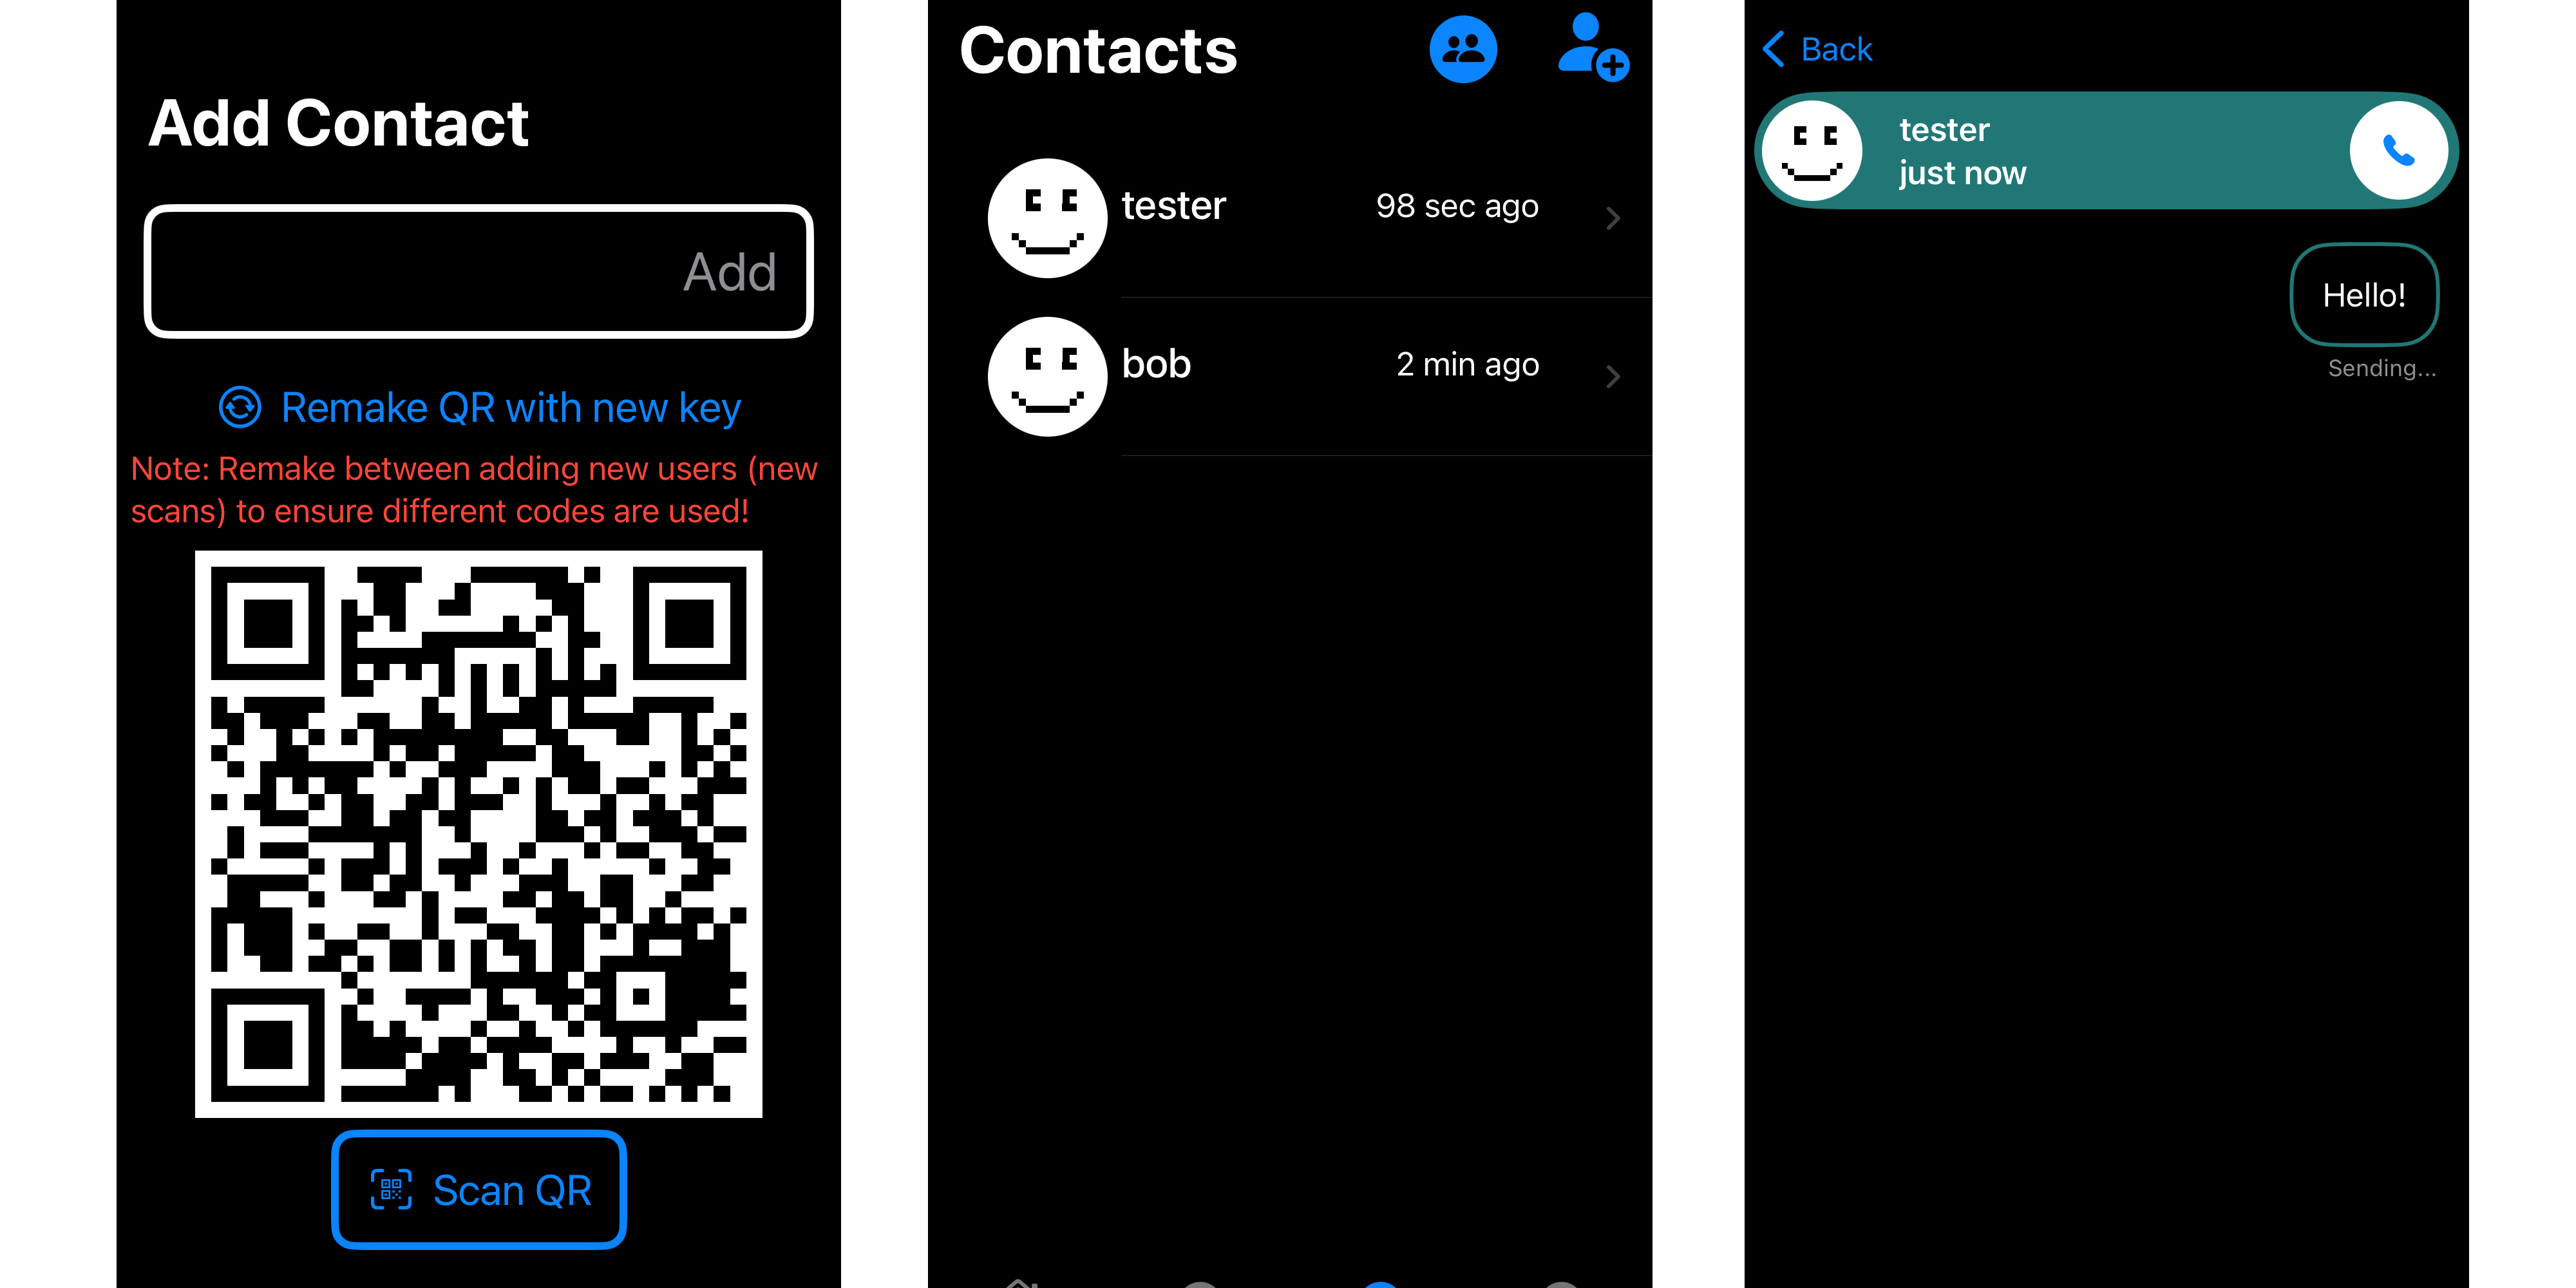 Add Contact
Add
Remake QR with new key
Note: Remake between adding new users (new
scans) to ensure different codes are used!
Scan QR
Contacts
tester 98 sec ago
bob 2 min ago
Back
tester
just now
Hello!
Sending...